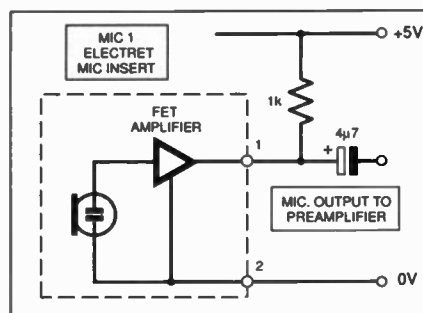 MIC 1
ELECTRET
MIC INSERT
+5V
1k
FET
AMPLIFIER
1
4µ7
+
MIC. OUTPUT TO
PREAMPLIFIER
2
0V